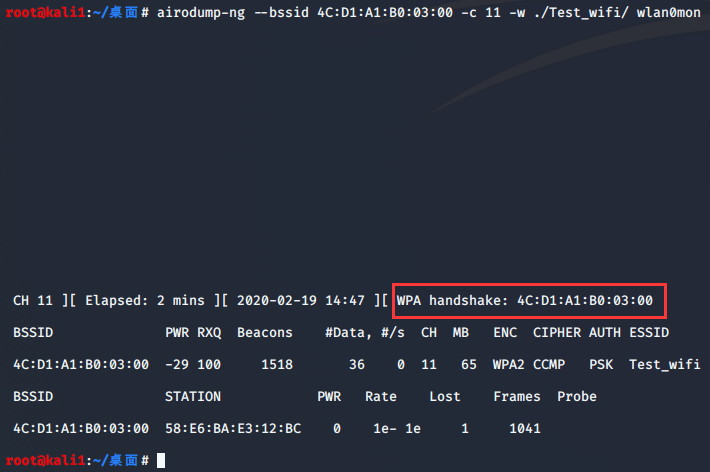 root@kali1:~/桌面# airodump-ng --bssid 4C:D1:A1:B0:03:00 -c 11 -w ./Test_wifi/ wlan0mon
CH 11 ][ Elapsed: 2 mins ][ 2020-02-19 14:47 ][ WPA handshake: 4C:D1:A1:B0:03:00
BSSID PWR RXQ Beacons #Data, #/s CH MB ENC CIPHER AUTH ESSID
4C:D1:A1:B0:03:00 -29 100 1518 36 0 11 65 WPA2 CCMP PSK Test_wifi
BSSID STATION PWR Rate Lost Frames Probe
4C:D1:A1:B0:03:00 58:E6:BA:E3:12:BC 0 1e- 1e 1 1041
root@kali1:~/桌面#